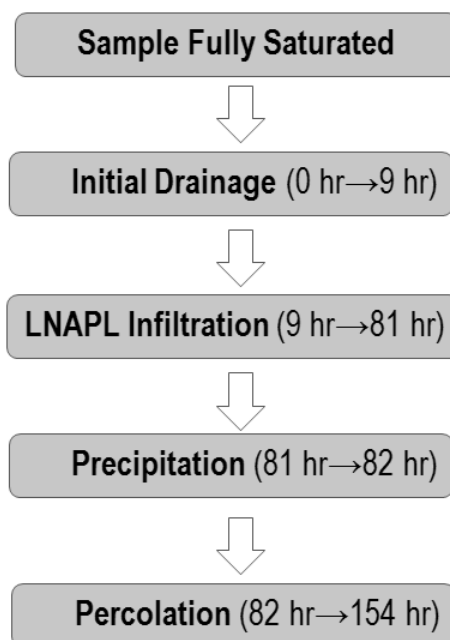 Sample Fully Saturated
Initial Drainage (0 hr→9 hr)
LNAPL Infiltration (9 hr→81 hr)
Precipitation (81 hr→82 hr)
Percolation (82 hr→154 hr)